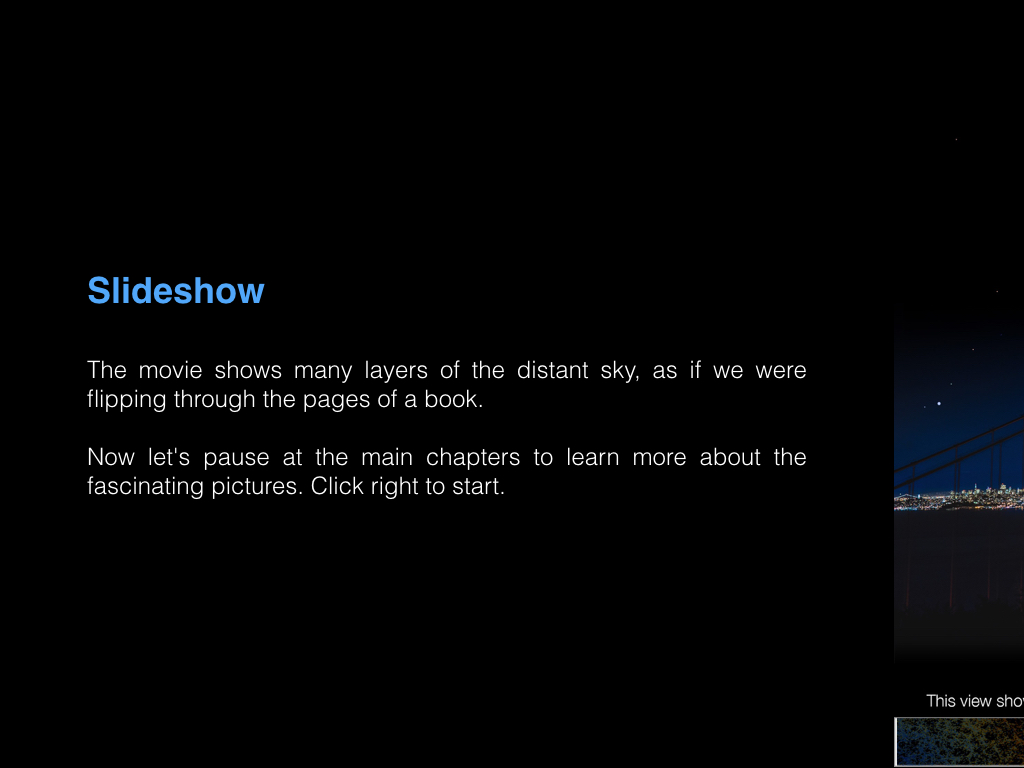 Slideshow
The movie shows many layers of the distant sky, as if we were
flipping through the pages of a book.
Now let's pause at the main chapters to learn more about the
fascinating pictures. Click right to start.
This view